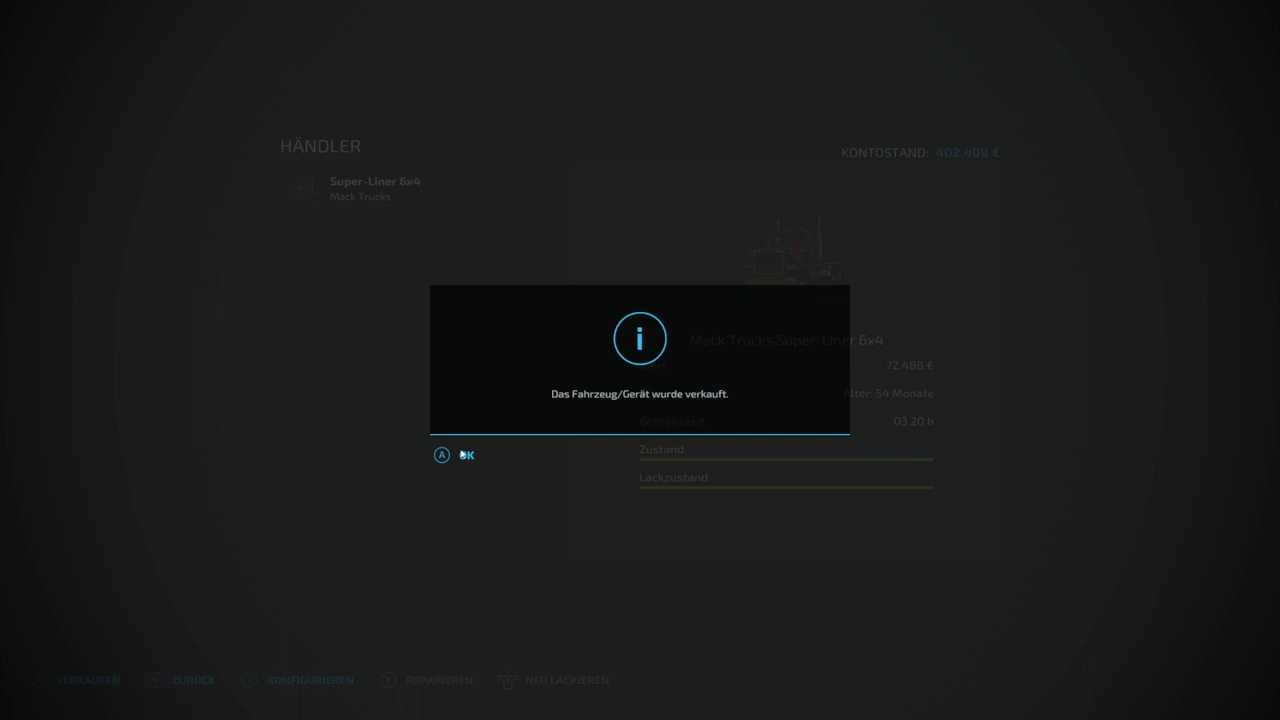 HÄNDLER
KONTOSTAND: 402.408 €
Super-Liner 6x4
Mack Trucks
i
Mack Trucks Super-Liner 6x4
72.488 €
Das Fahrzeug/Gerät wurde verkauft.
Alter: 54 Monate
Betriebszeit
03.20 h
A OK
Zustand
Lackzustand
VERKAUFEN
ZURÜCK
KONFIGURIEREN
Y REPARIEREN
NEU LACKIEREN